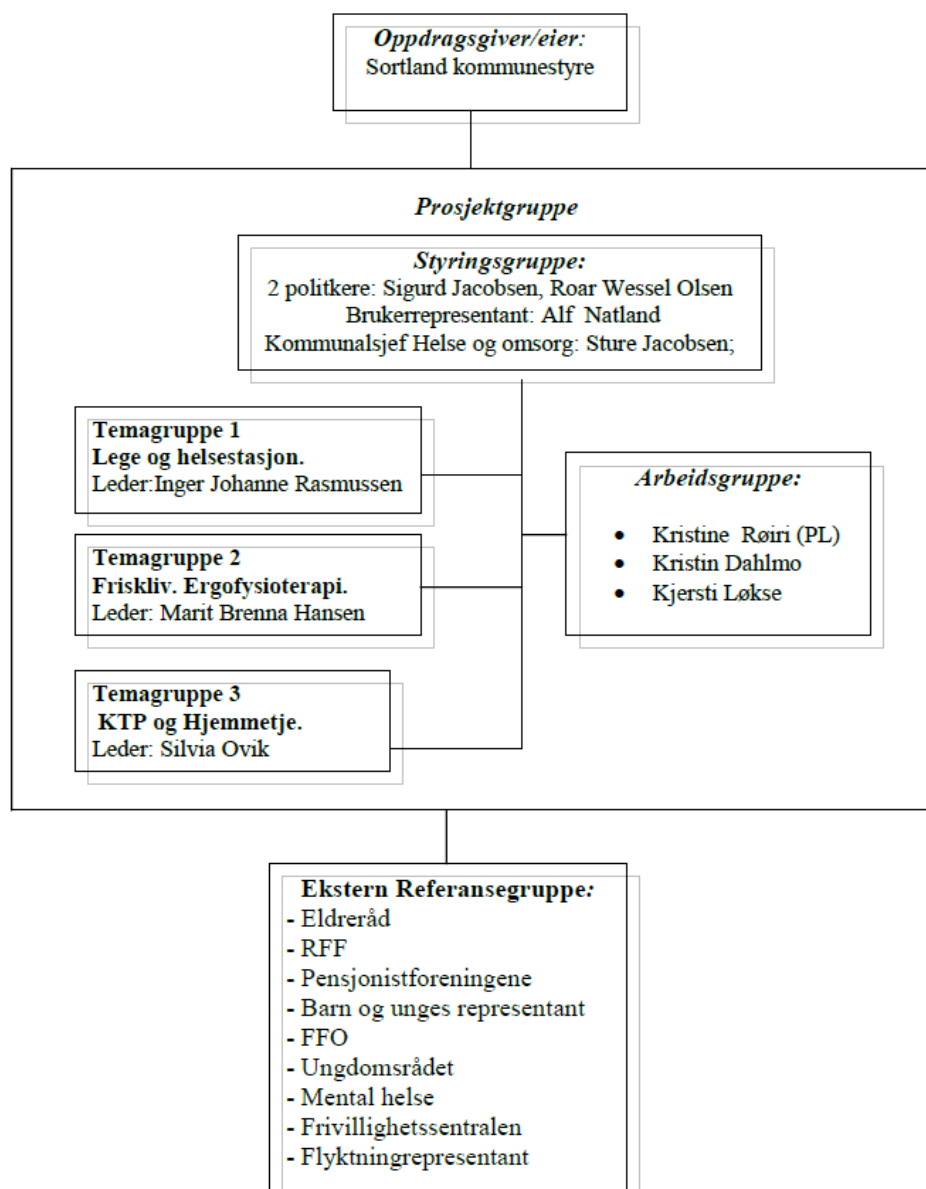 Oppdragsgiver/eier:
Sortland kommunestyre
Prosjektgruppe
Styringsgruppe:
2 politkere: Sigurd Jacobsen, Roar Wessel Olsen
Brukerrepresentant: Alf Natland
Kommunalsjef Helse og omsorg: Sture Jacobsen;
Temagruppe 1
Lege og helsestasjon.
Leder:Inger Johanne Rasmussen
Temagruppe 2
Friskliv. Ergofysioterapi.
Leder: Marit Brenna Hansen
Temagruppe 3
KTP og Hjemmetje.
Leder: Silvia Ovik
Arbeidsgruppe:
• Kristine Røiri (PL)
• Kristin Dahlmo
• Kjersti Løkse
Ekstern Referansegruppe:
- Eldreråd
- RFF
- Pensjonistforeningene
- Barn og unges representant
- FFO
- Ungdomsrådet
- Mental helse
- Frivillighetssentralen
- Flyktningrepresentant